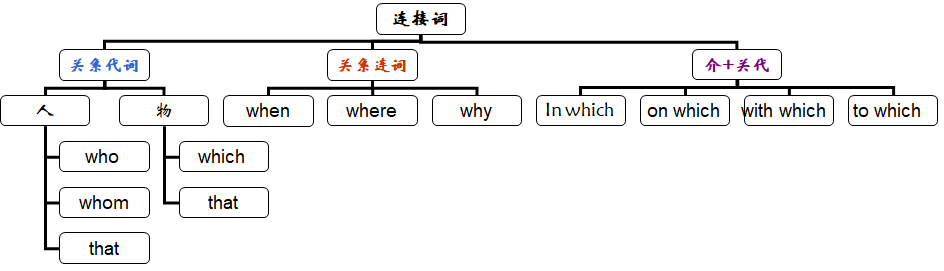 连接词
关系代词
关系连词
介+关代
人
物
when
where
why
In which
on which
with which
to which
who
which
whom
that
that